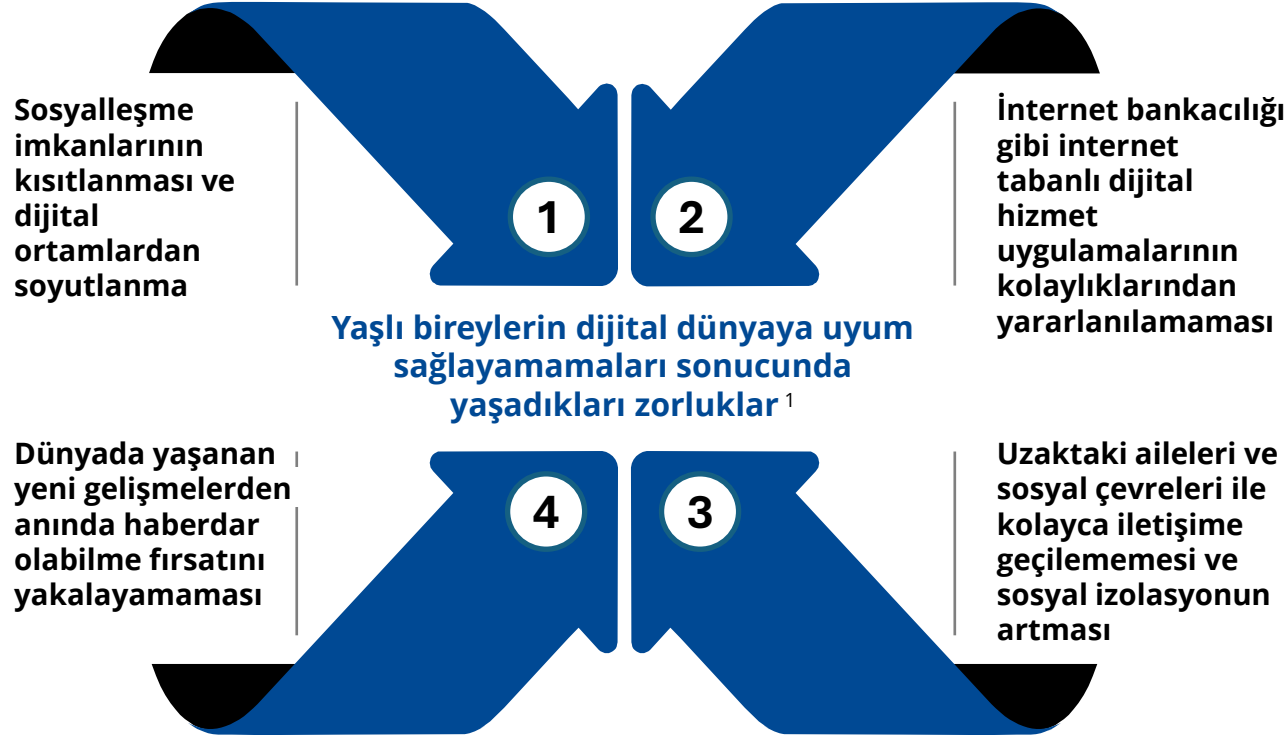 Sosyalleşme
imkanlarının
kısıtlanması ve
dijital
ortamlardan
soyutlanma
1
2
İnternet bankacılığı
gibi internet
tabanlı dijital
hizmet
uygulamalarının
kolaylıklarından
yararlanılamaması
Yaşlı bireylerin dijital dünyaya uyum
sağlayamamaları sonucunda
yaşadıkları zorluklar 1
Dünyada yaşanan
yeni gelişmelerden
anında haberdar
olabilme fırsatını
yakalayamaması
4
3
Uzaktaki aileleri ve
sosyal çevreleri ile
kolayca iletişime
geçilememesi ve
sosyal izolasyonun
artması